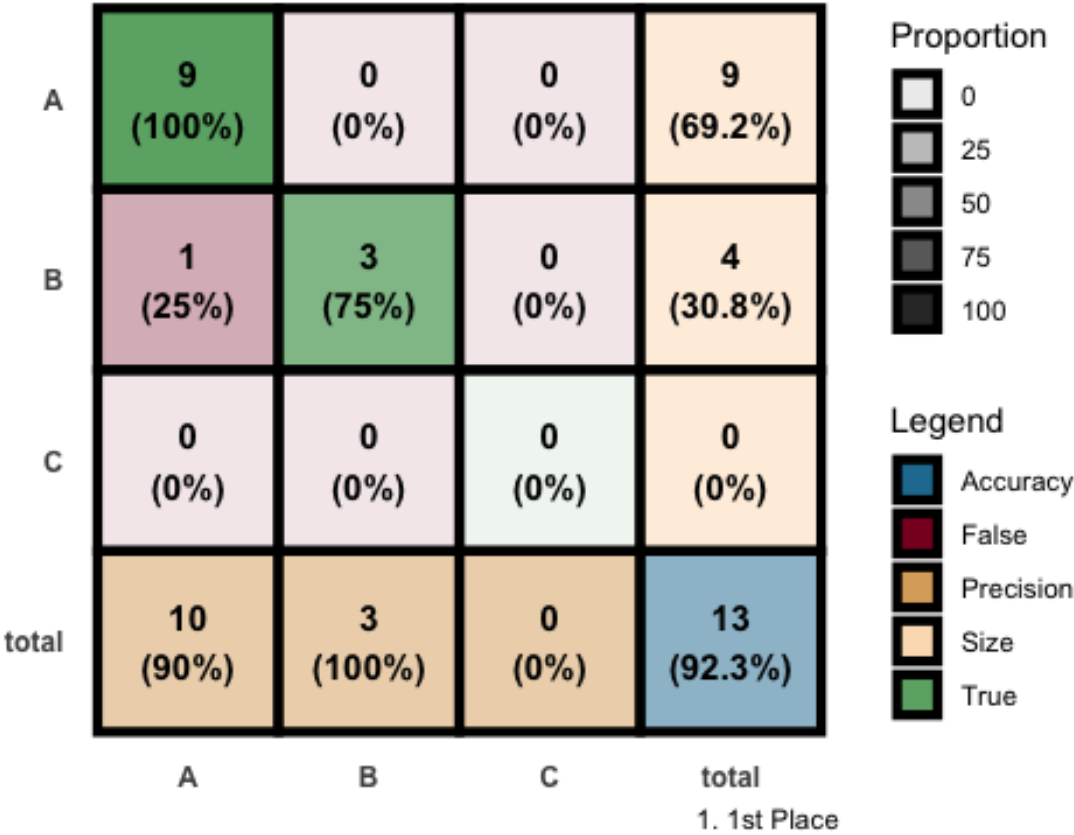 Proportion
A
9
(100%)
0
(0%)
0
(0%)
9
(69.2%)
0
25
50
75
100
B
1
(25%)
3
(75%)
0
(0%)
4
(30.8%)
C
0
(0%)
0
(0%)
0
(0%)
0
(0%)
Legend
Accuracy
False
Precision
Size
True
total
10
(90%)
3
(100%)
0
(0%)
13
(92.3%)
A B C total
1. 1st Place